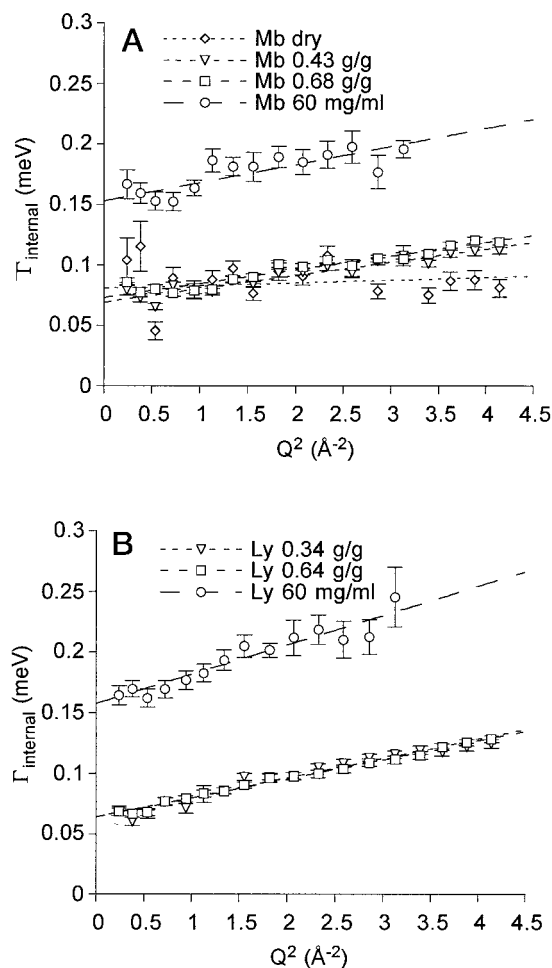 A
Mb dry
Mb 0.43 g/g
Mb 0.68 g/g
Mb 60 mg/ml
0.3
0.25
0.2
0.15
0.1
0.05
0
Γinternal (meV)
0 0.5 1 1.5 2 2.5 3 3.5 4 4.5
Q² (Å⁻²)
B
Ly 0.34 g/g
Ly 0.64 g/g
Ly 60 mg/ml
0.3
0.25
0.2
0.15
0.1
0.05
0
Γinternal (meV)
0 0.5 1 1.5 2 2.5 3 3.5 4 4.5
Q² (Å⁻²)